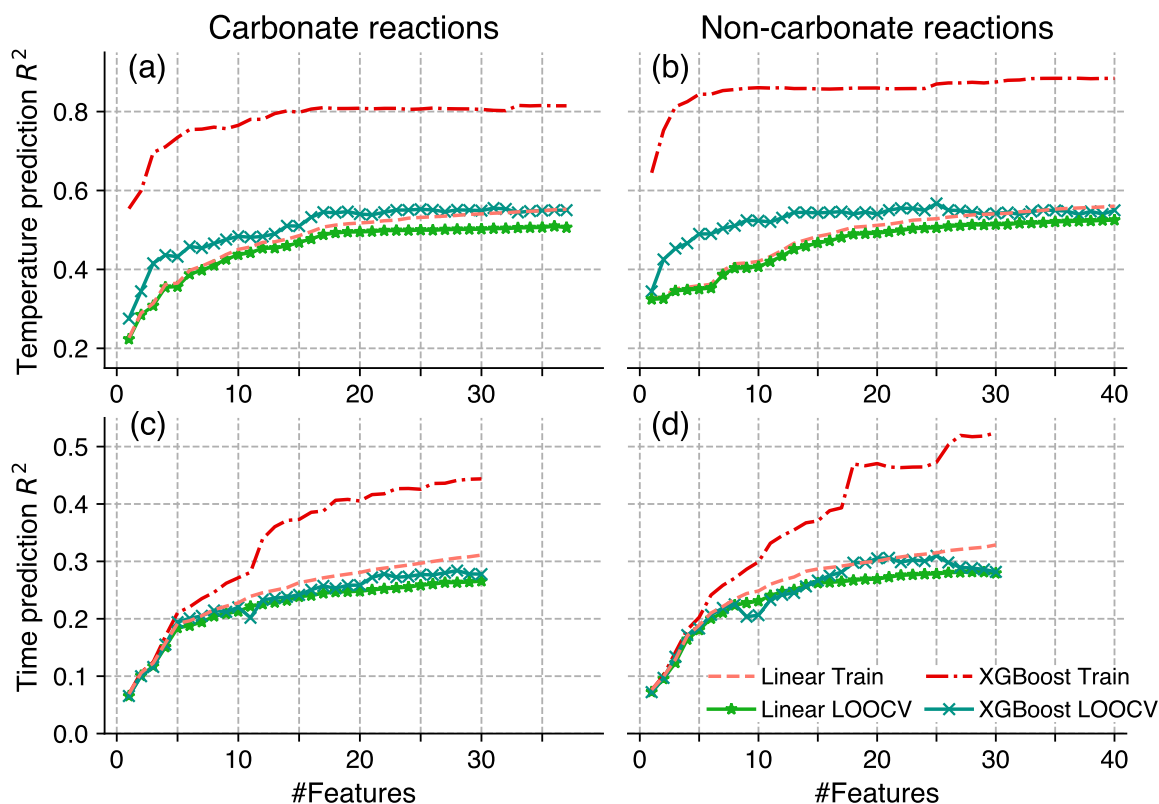 Carbonate reactions
Non-carbonate reactions
Temperature prediction R²
(a)
0.8
0.6
0.4
0.2
0 10 20 30
(b)
0 10 20 30 40
Time prediction R²
(c)
0.5
0.4
0.3
0.2
0.1
0.0
0 10 20 30
#Features
(d)
Linear Train
XGBoost Train
Linear LOOCV
XGBoost LOOCV
0 10 20 30 40
#Features